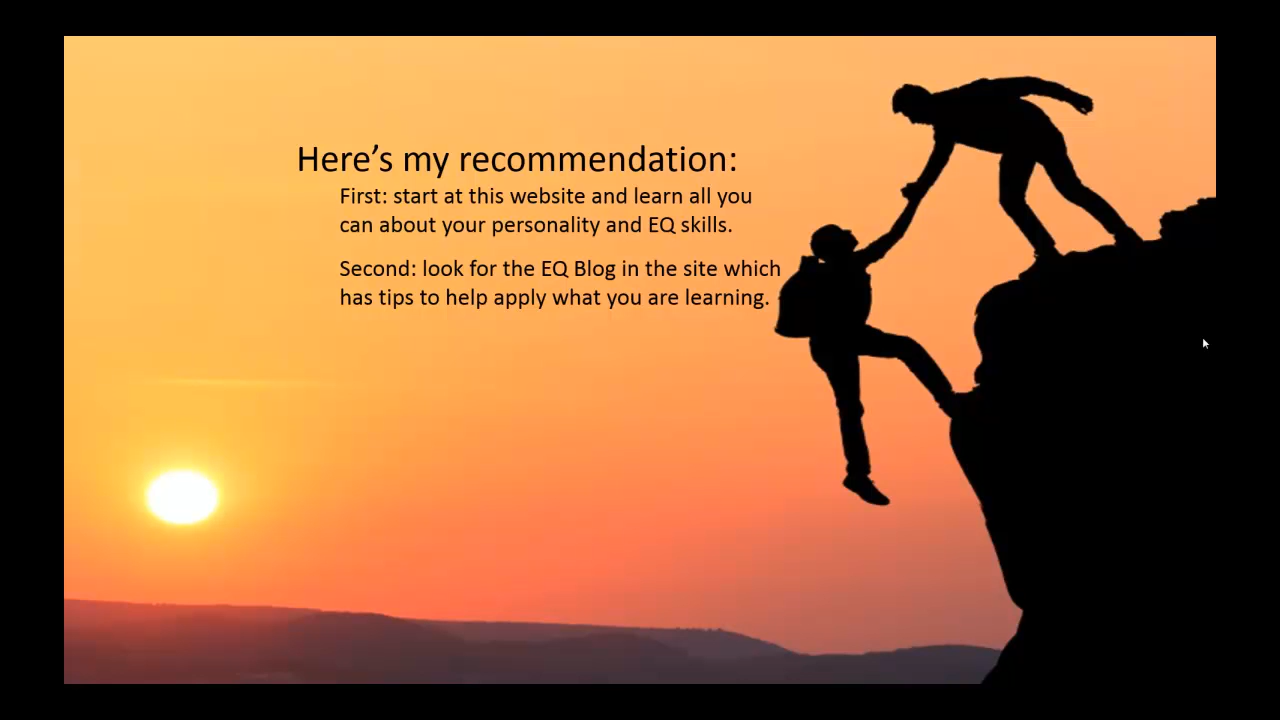 Here’s my recommendation:
First: start at this website and learn all you
can about your personality and EQ skills.
Second: look for the EQ Blog in the site which
has tips to help apply what you are learning.